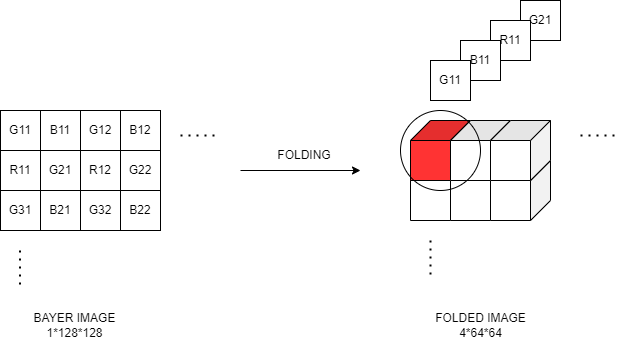 G21
R11
B11
G11
G11 B11 G12 B12
R11 G21 R12 G22
G31 B21 G32 B22
FOLDING
BAYER IMAGE
1*128*128
FOLDED IMAGE
4*64*64